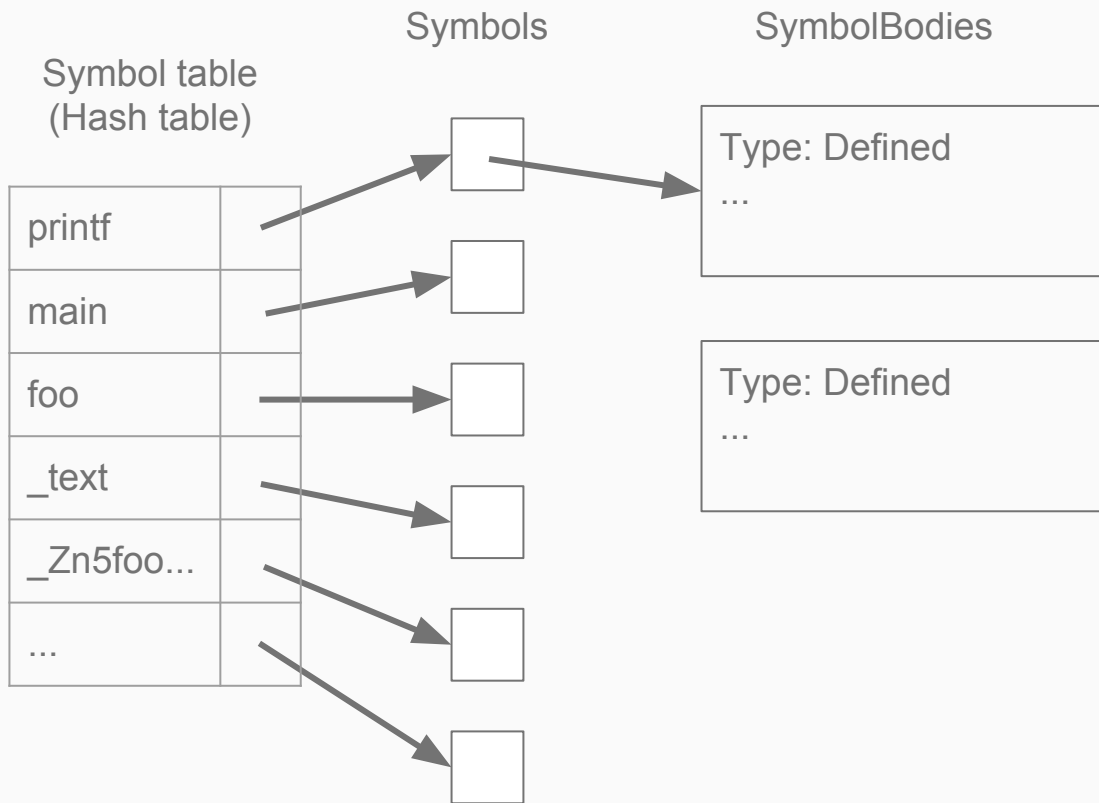 Symbols
SymbolBodies
Symbol table
(Hash table)
printf
main
foo
_text
_Zn5foo...
...
Type: Defined
...
Type: Defined
...